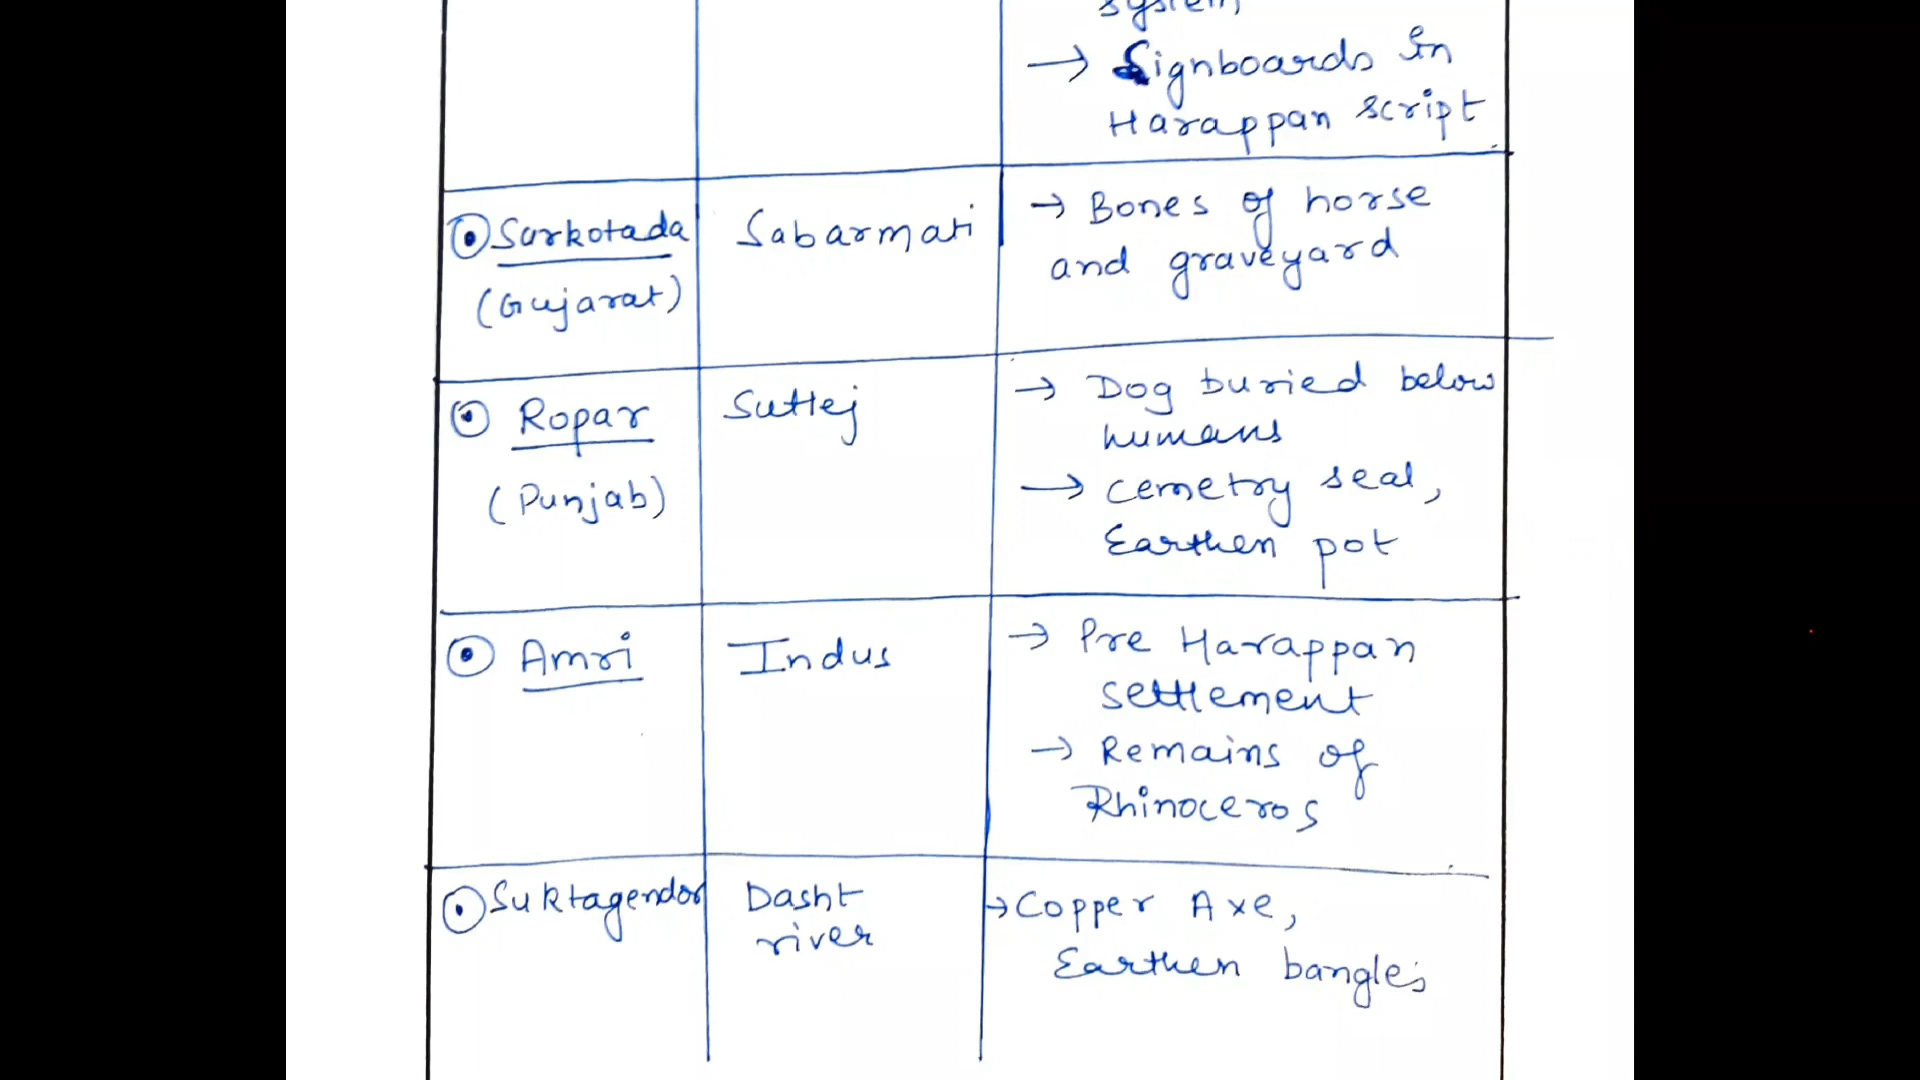 system,
→ Signboards in
Harappan script
Surkotada
(Gujarat)
Sabarmati
→ Bones of horse
and graveyard
Ropar
(Punjab)
Sutlej
→ Dog buried below
humans
→ cemetry seal,
Earthen pot
Amri
Indus
→ Pre Harappan
settlement
→ Remains of
Rhinoceros
Suktagendor
Dasht
river
→ Copper Axe,
Earthen bangles